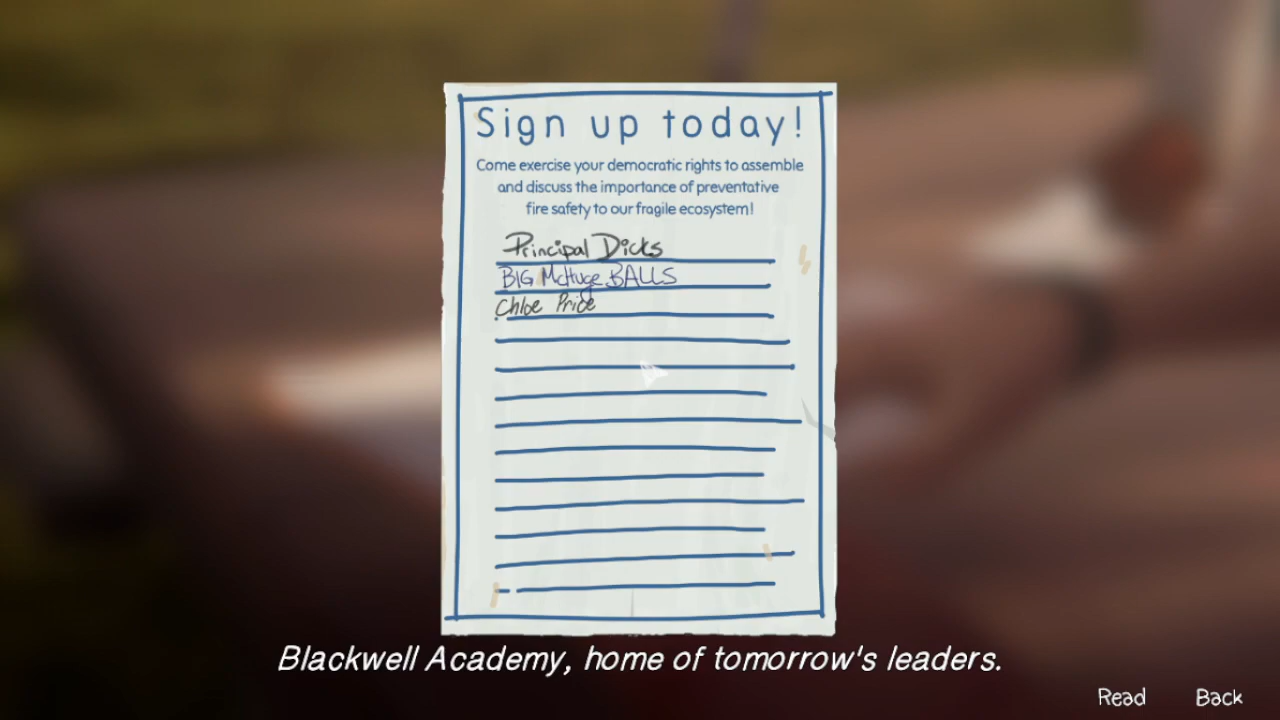 Sign up today!
Come exercise your democratic rights to assemble
and discuss the importance of preventative
fire safety to our fragile ecosystem!
Principal Dicks
BIG McHuge BALLS
Chloe Price
Blackwell Academy, home of tomorrow's leaders.
Read Back